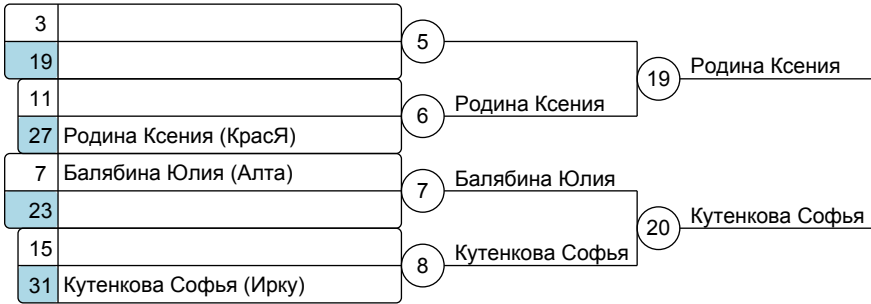 3
19
5
11
27 Родина Ксения (КрасЯ)
6
Родина Ксения
19
Родина Ксения
7 Балябина Юлия (Алта)
23
7
Балябина Юлия
15
31 Кутенкова Софья (Ирку)
8
Кутенкова Софья
20
Кутенкова Софья